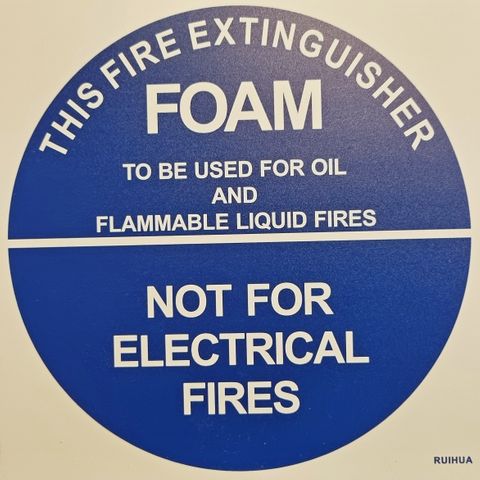 THIS FIRE EXTINGUISHER
FOAM
TO BE USED FOR OIL
AND
FLAMMABLE LIQUID FIRES
NOT FOR
ELECTRICAL
FIRES
RUIHUA